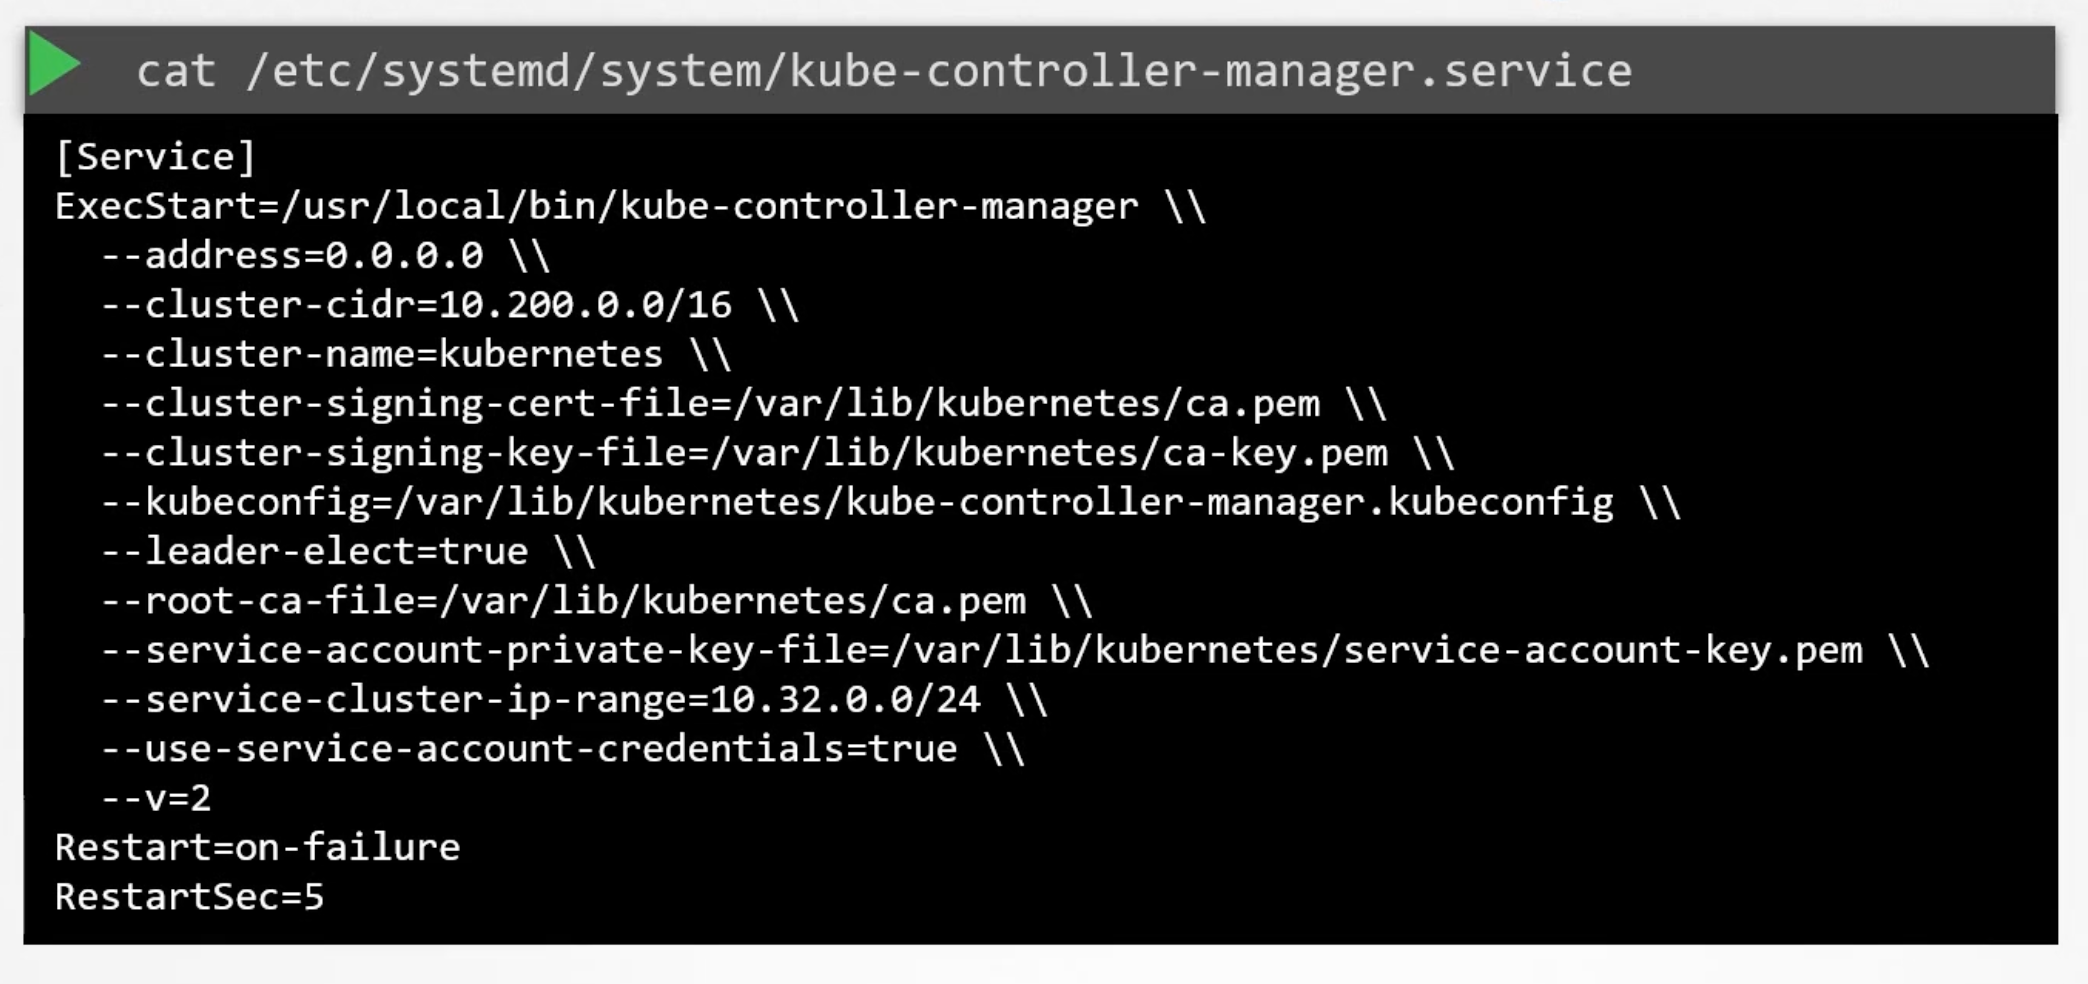 cat /etc/systemd/system/kube-controller-manager.service
[Service]
ExecStart=/usr/local/bin/kube-controller-manager \\
  --address=0.0.0.0 \\
  --cluster-cidr=10.200.0.0/16 \\
  --cluster-name=kubernetes \\
  --cluster-signing-cert-file=/var/lib/kubernetes/ca.pem \\
  --cluster-signing-key-file=/var/lib/kubernetes/ca-key.pem \\
  --kubeconfig=/var/lib/kubernetes/kube-controller-manager.kubeconfig \\
  --leader-elect=true \\
  --root-ca-file=/var/lib/kubernetes/ca.pem \\
  --service-account-private-key-file=/var/lib/kubernetes/service-account-key.pem \\
  --service-cluster-ip-range=10.32.0.0/24 \\
  --use-service-account-credentials=true \\
  --v=2
Restart=on-failure
RestartSec=5